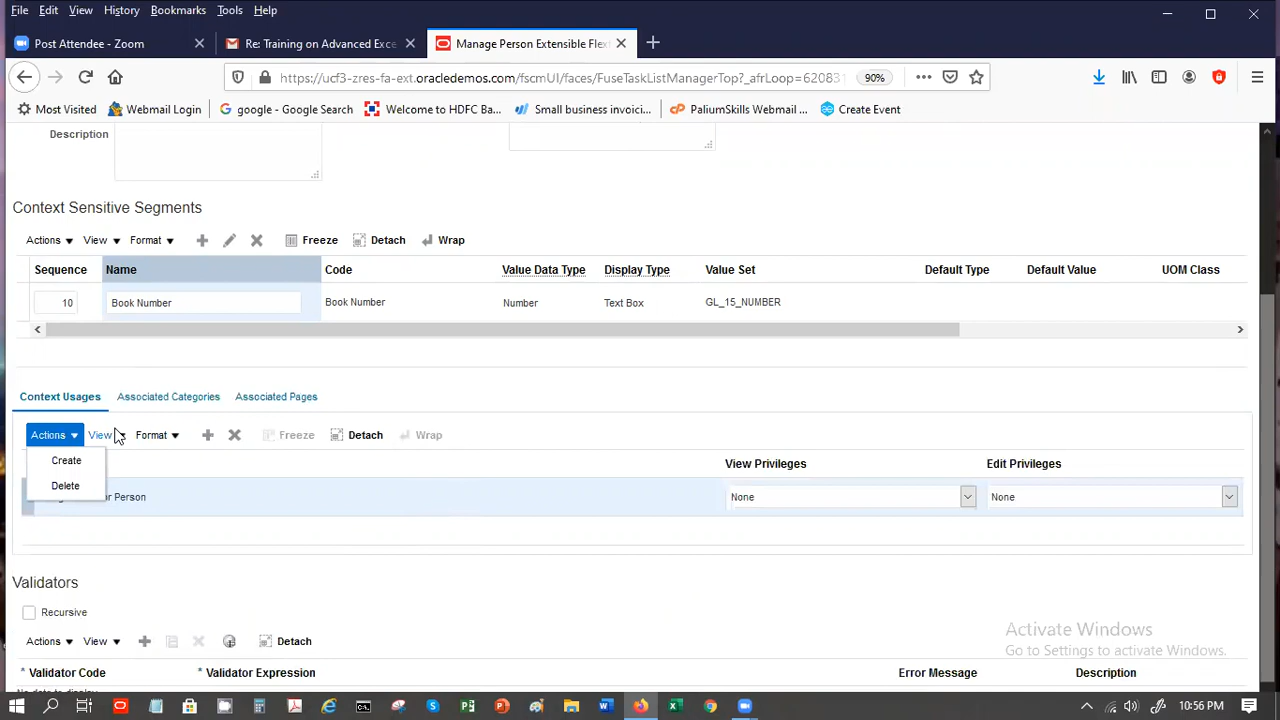 File Edit View History Bookmarks Tools Help
Post Attendee - Zoom
Re: Training on Advanced Exce
Manage Person Extensible Flex
https://ucf3-zres-fa-ext.oracledemos.com/fscmUI/faces/FuseTaskListManagerTop?_afrLoop=620831
90%
Most Visited Webmail Login google - Google Search Welcome to HDFC Ba... Small business invoici... PaliumSkills Webmail ... Create Event
Description
Context Sensitive Segments
Actions View Format Freeze Detach Wrap
Sequence Name Code Value Data Type Display Type Value Set Default Type Default Value UOM Class
10 Book Number Book Number Number Text Box GL_15_NUMBER
Context Usages Associated Categories Associated Pages
Actions View Format Freeze Detach Wrap
Create
View Privileges Edit Privileges
Delete
r Person None None
Validators
Recursive
Actions View Detach
* Validator Code * Validator Expression Error Message Description
Activate Windows
Go to Settings to activate Windows.
No data to display
10:56 PM